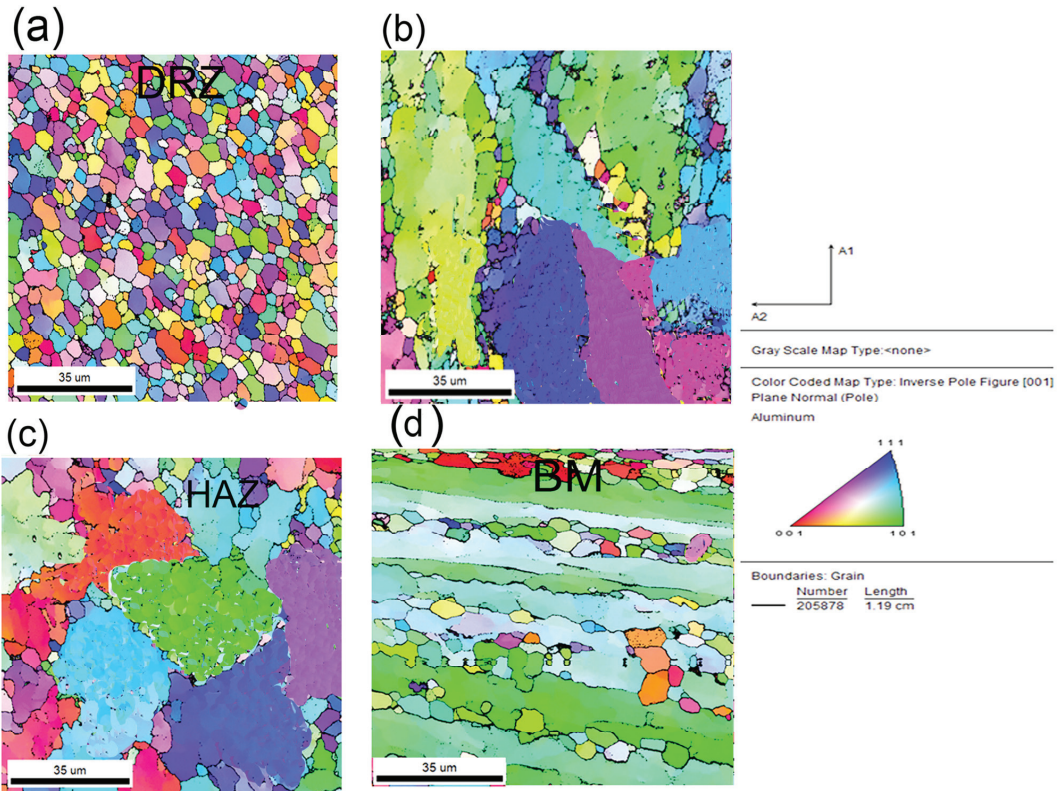 (a)
DRZ
35 um
(b)
35 um
A1
A2
Gray Scale Map Type:<none>
Color Coded Map Type: Inverse Pole Figure [001]
Plane Normal (Pole)
Aluminum
111
001
101
Boundaries: Grain
Number Length
205878 1.19 cm
(c)
HAZ
35 um
(d)
BM
35 um